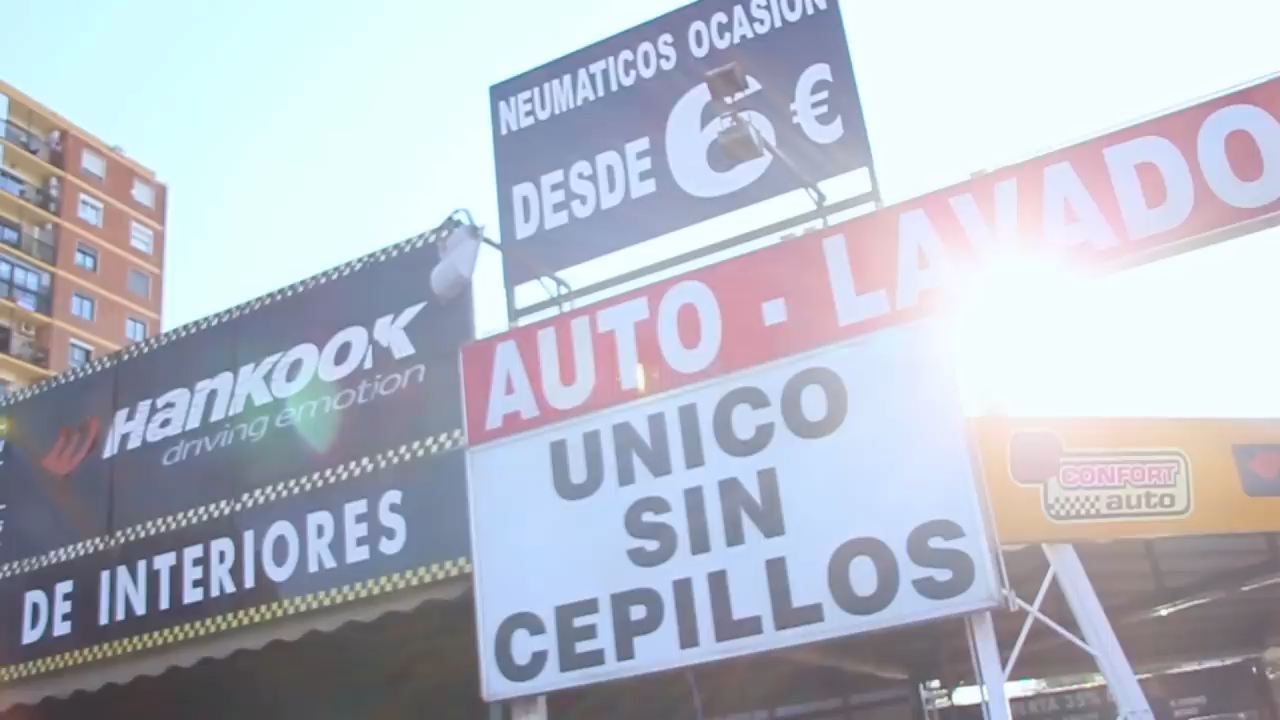 NEUMATICOS OCASION
DESDE 6 €
AUTO - LAVADO
UNICO
SIN
CEPILLOS
HANKOOK
driving emotion
DE INTERIORES
CONFORT
auto